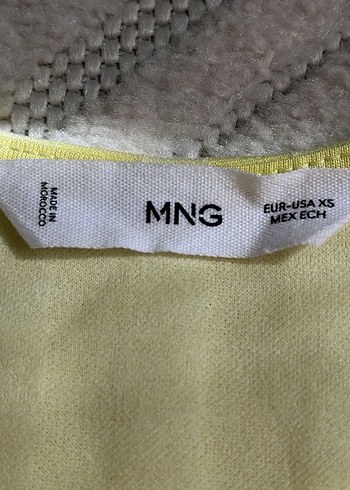 MADE IN
MOROCCO
MNG
EUR-USA XS
MEX ECH